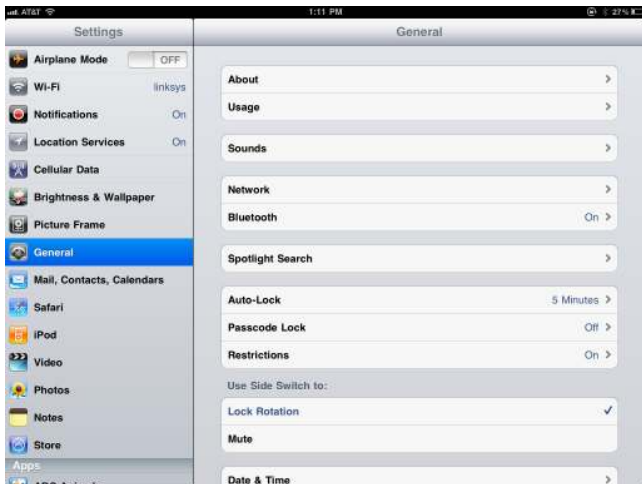 AT&T 1:11 PM 27%
Settings
General
Airplane Mode OFF
Wi-Fi linksys
Notifications On
Location Services On
Cellular Data
Brightness & Wallpaper
Picture Frame
General
Mail, Contacts, Calendars
Safari
iPod
Video
Photos
Notes
Store
Apps
About
Usage
Sounds
Network
Bluetooth On
Spotlight Search
Auto-Lock 5 Minutes
Passcode Lock Off
Restrictions On
Use Side Switch to:
Lock Rotation
Mute
Date & Time